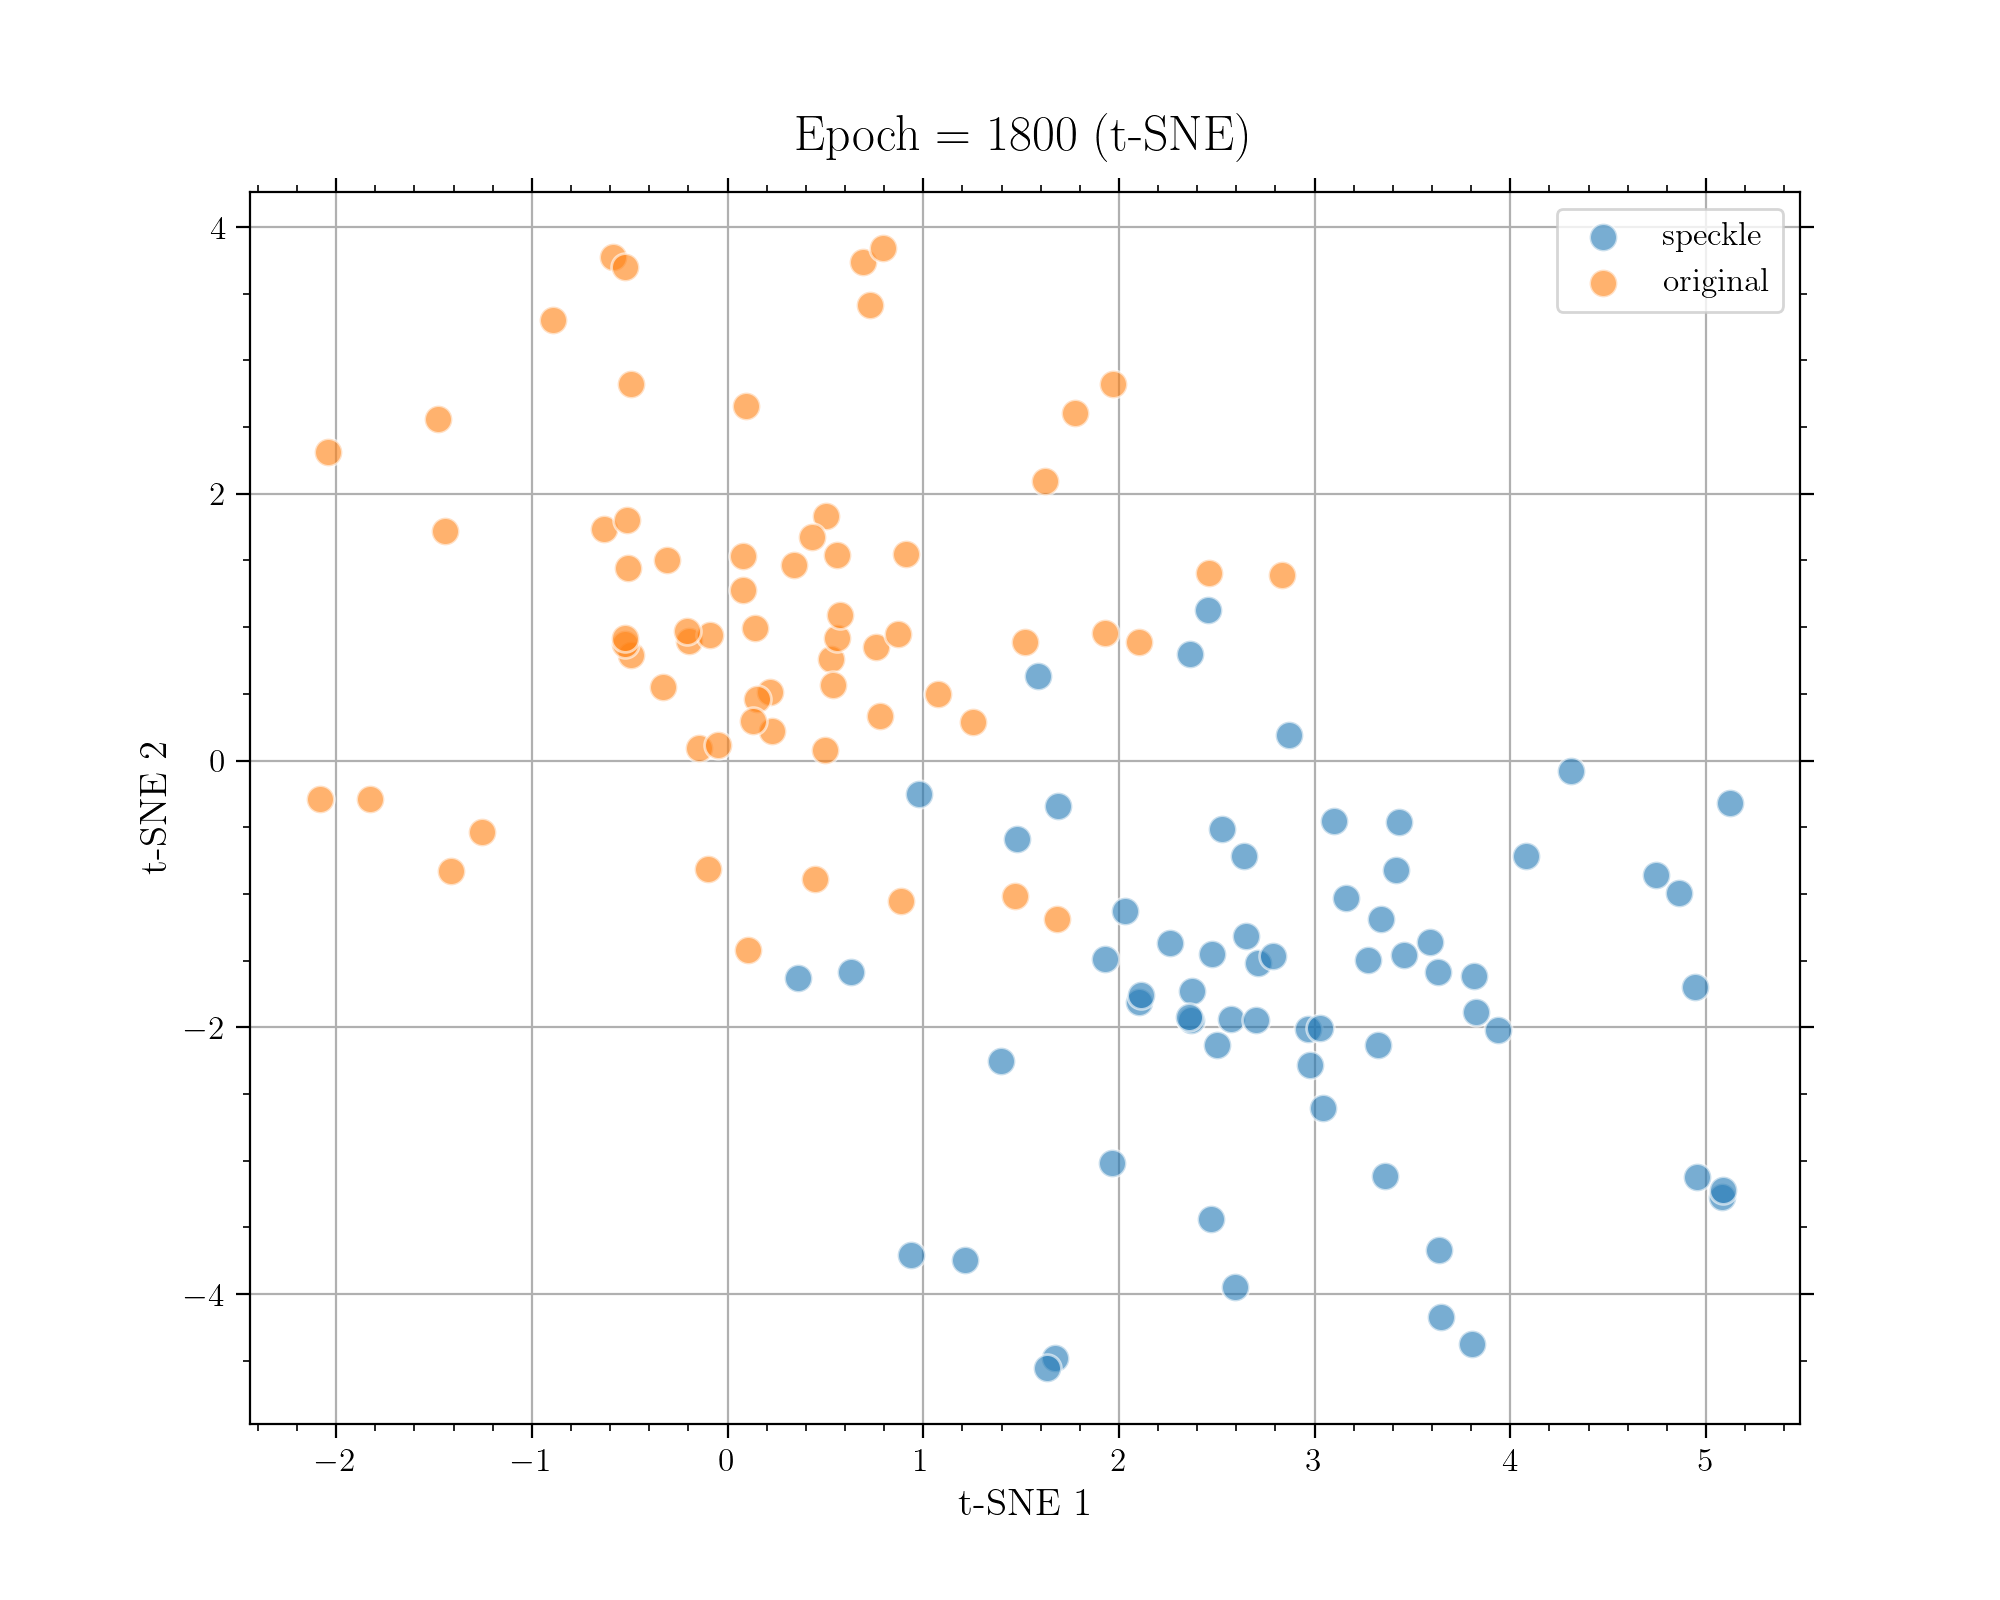 Epoch = 1800 (t-SNE)
speckle
original
4
2
0
−2
−4
t-SNE 2
−2
−1
0
1
2
3
4
5
t-SNE 1